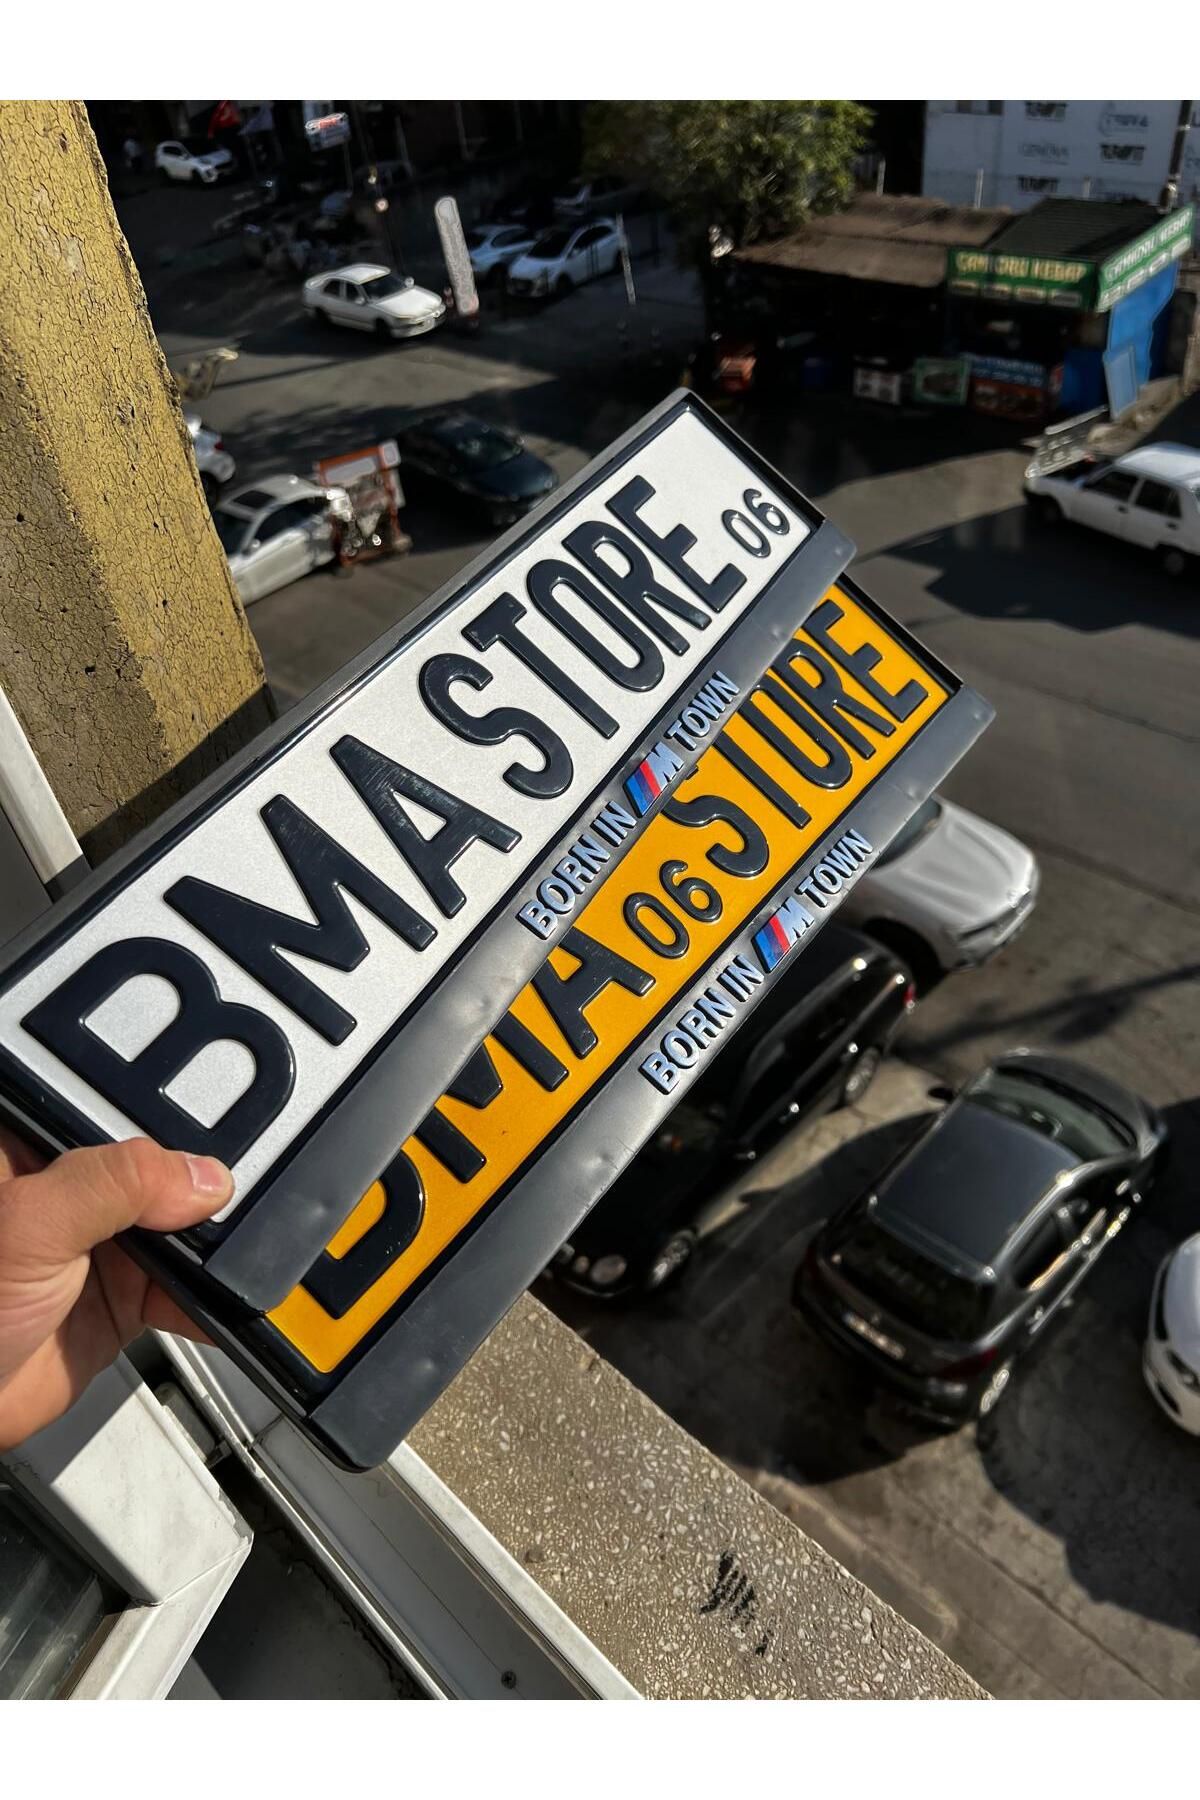 BMA STORE 06
BORN IN M TOWN
BMA 06 STORE
BORN IN M TOWN